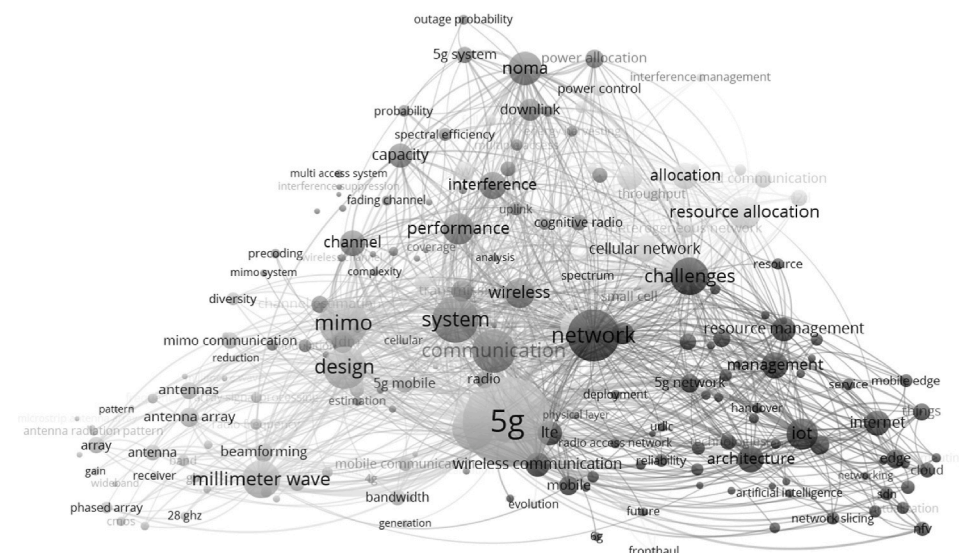 outage probability
5g system
power allocation
noma
interference management
power control
probability
downlink
spectral efficiency
capacity
multi access system
allocation
interference suppression
interference
throughput
fading channel
uplink
resource allocation
cognitive radio
performance
channel
coverage
cellular network
precoding
analysis
resource
mimo system
complexity
spectrum
challenges
wireless
small cell
diversity
mimo
system
network
resource management
mimo communication
cellular
communication
reduction
design
management
radio
5g mobile
5g network
service
mobile edge
antennas
deployment
estimation
pattern
handover
things
antenna array
physical layer
5g
internet
antenna radiation pattern
urllc
lte
iot
array
radio access network
antenna
beamforming
architecture
edge
wireless communication
reliability
gain
receiver
cloud
millimeter wave
4g
networking
wideband
mobile
artificial intelligence
sdn
bandwidth
phased array
evolution
28 ghz
future
network slicing
cmos
generation
nfv
6g
fronthaul